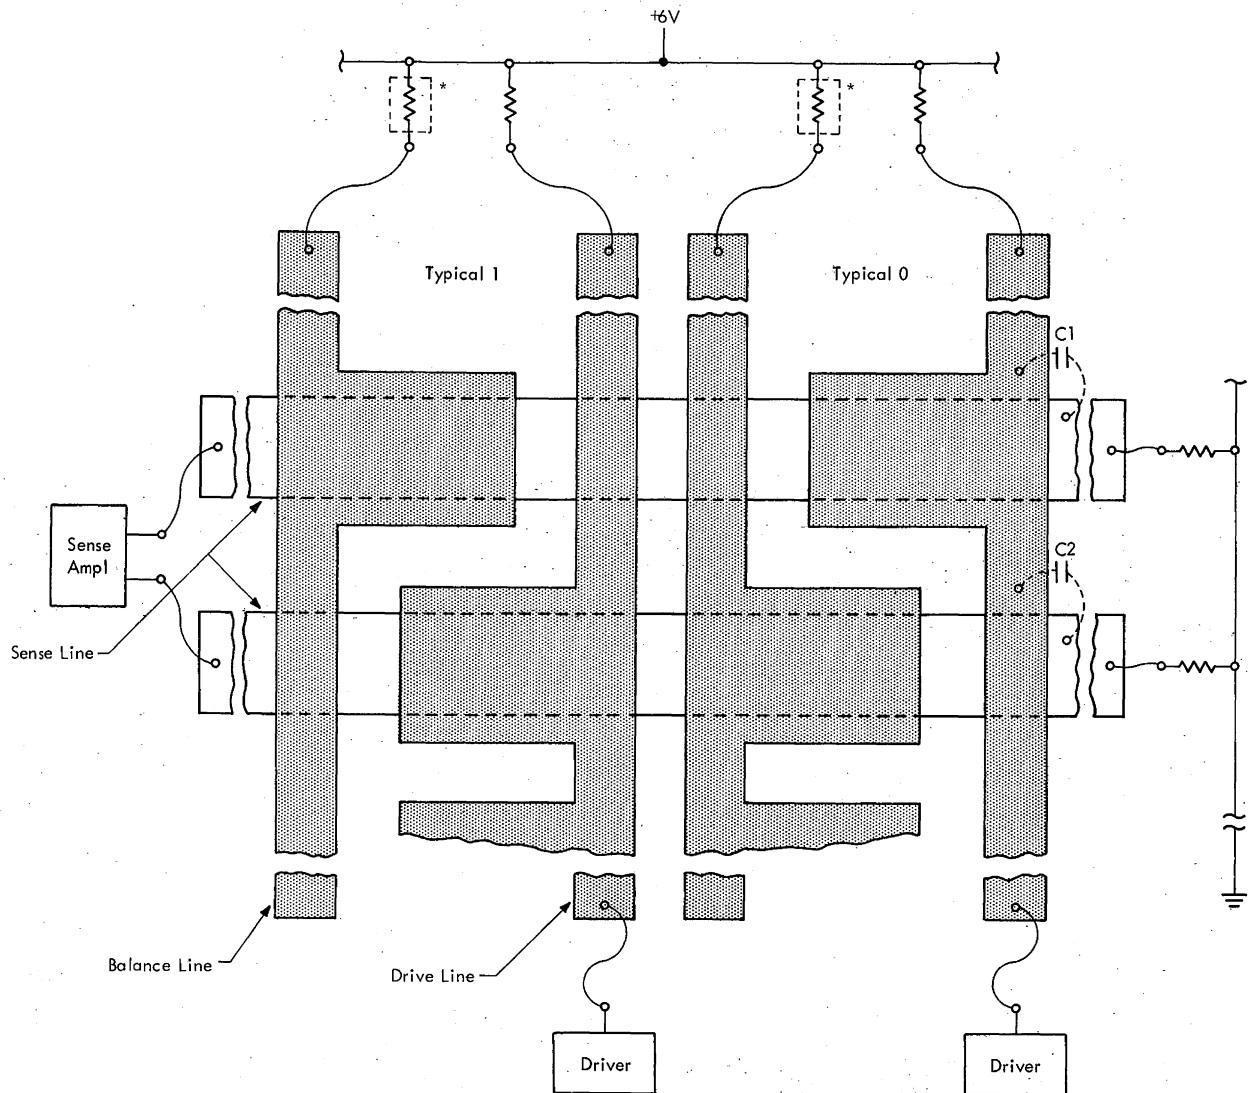 +6V
*
*
Typical 1
Typical 0
C1
Sense
Ampl
C2
Sense Line
Balance Line
Drive Line
Driver
Driver